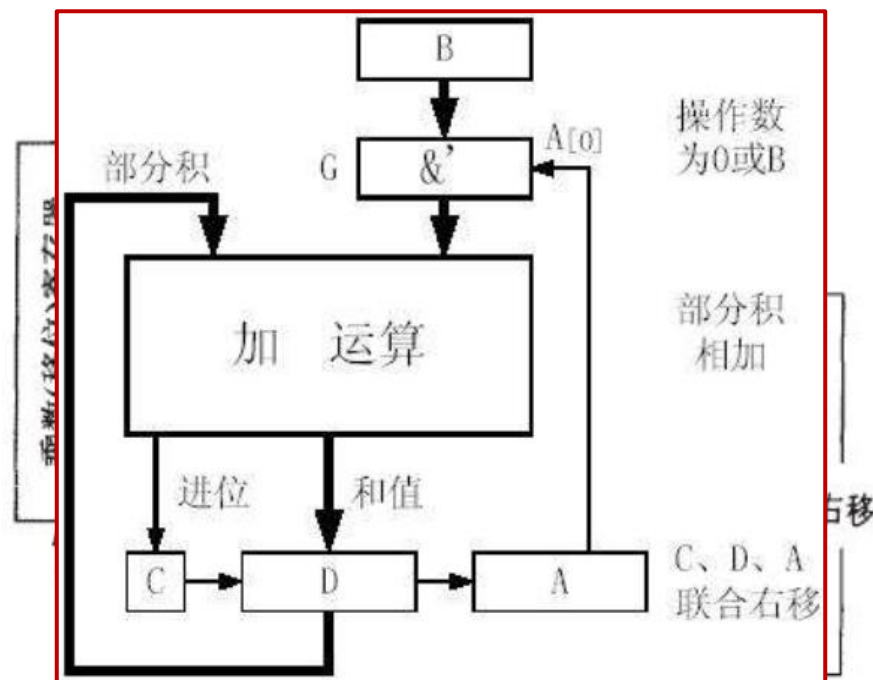 B
操作数
为0或B
A[0]
部分积
G
&'
加 运算
部分积
相加
进位
和值
右移
C
D
A
C、D、A
联合右移